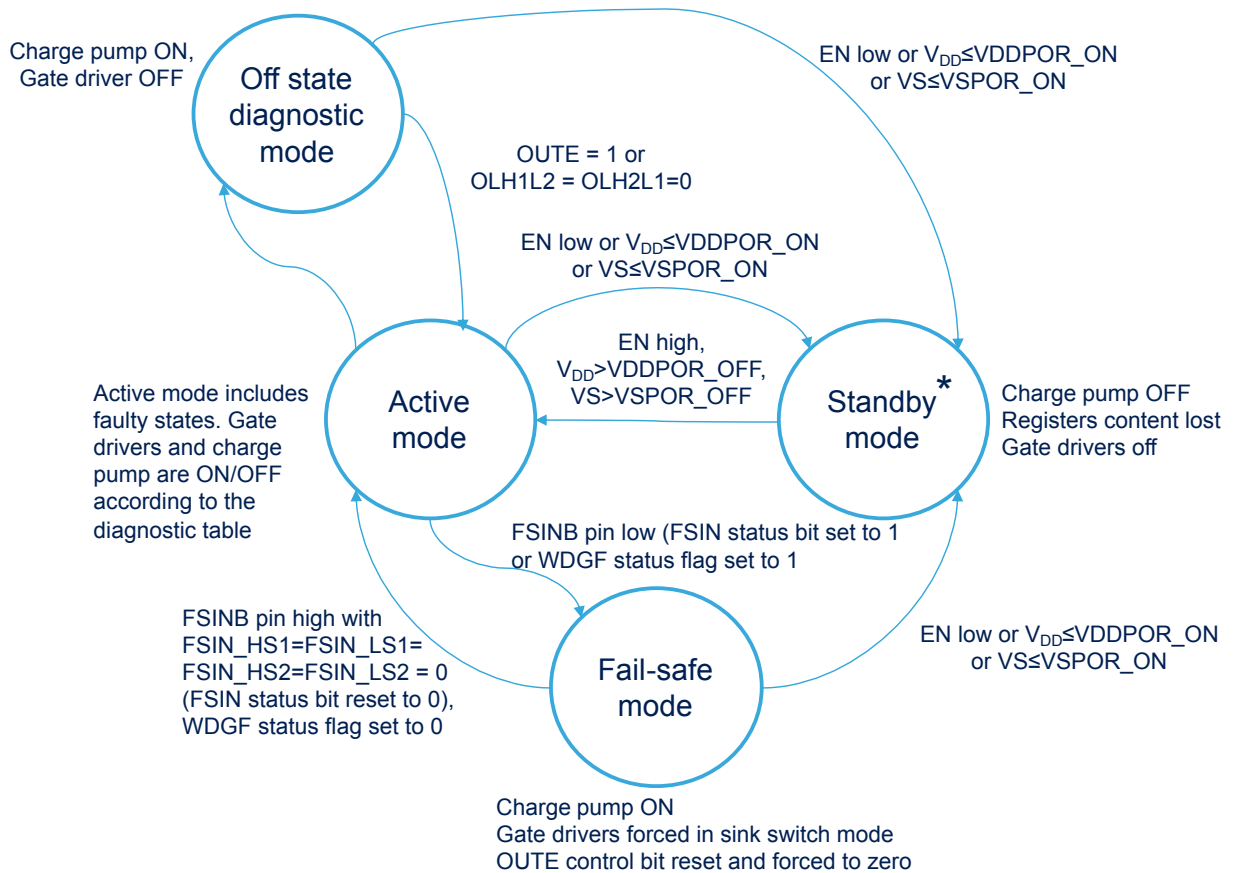 Charge pump ON,
Gate driver OFF
Off state
diagnostic
mode
EN low or VDD≤VDDPOR_ON
or VS≤VSPOR_ON
OUTE = 1 or
OLH1L2 = OLH2L1=0
EN low or VDD≤VDDPOR_ON
or VS≤VSPOR_ON
EN high,
VDD>VDDPOR_OFF,
VS>VSPOR_OFF
Active mode includes
faulty states. Gate
drivers and charge
pump are ON/OFF
according to the
diagnostic table
Active
mode
Standby*
mode
Charge pump OFF
Registers content lost
Gate drivers off
FSINB pin low (FSIN status bit set to 1
or WDGF status flag set to 1
FSINB pin high with
FSIN_HS1=FSIN_LS1=
FSIN_HS2=FSIN_LS2 = 0
(FSIN status bit reset to 0),
WDGF status flag set to 0
Fail-safe
mode
EN low or VDD≤VDDPOR_ON
or VS≤VSPOR_ON
Charge pump ON
Gate drivers forced in sink switch mode
OUTE control bit reset and forced to zero